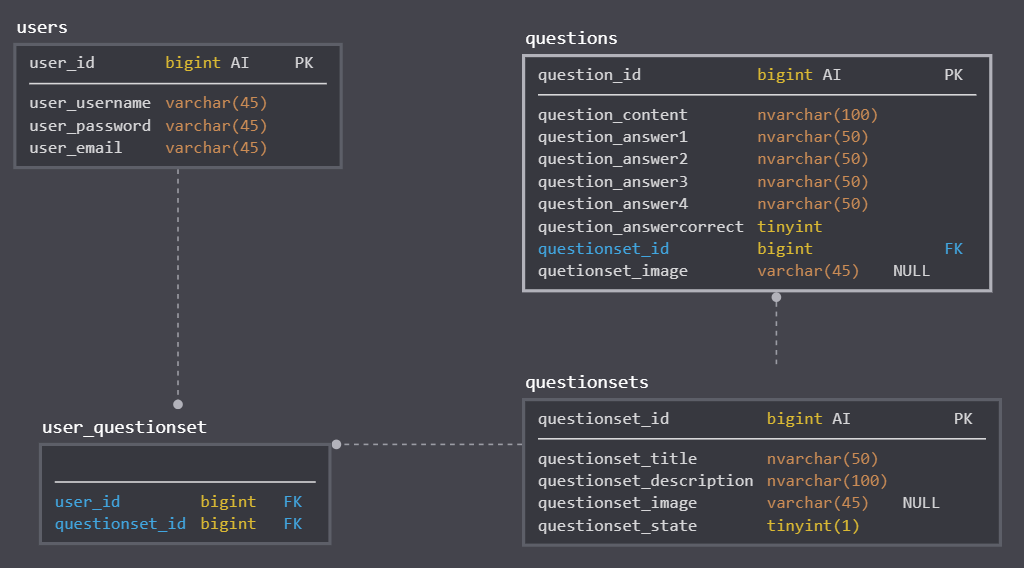 users
user_id bigint AI PK
user_username varchar(45)
user_password varchar(45)
user_email varchar(45)
questions
question_id bigint AI PK
question_content nvarchar(100)
question_answer1 nvarchar(50)
question_answer2 nvarchar(50)
question_answer3 nvarchar(50)
question_answer4 nvarchar(50)
question_answercorrect tinyint
questionset_id bigint FK
quetionset_image varchar(45) NULL
user_questionset
user_id bigint FK
questionset_id bigint FK
questionsets
questionset_id bigint AI PK
questionset_title nvarchar(50)
questionset_description nvarchar(100)
questionset_image varchar(45) NULL
questionset_state tinyint(1)